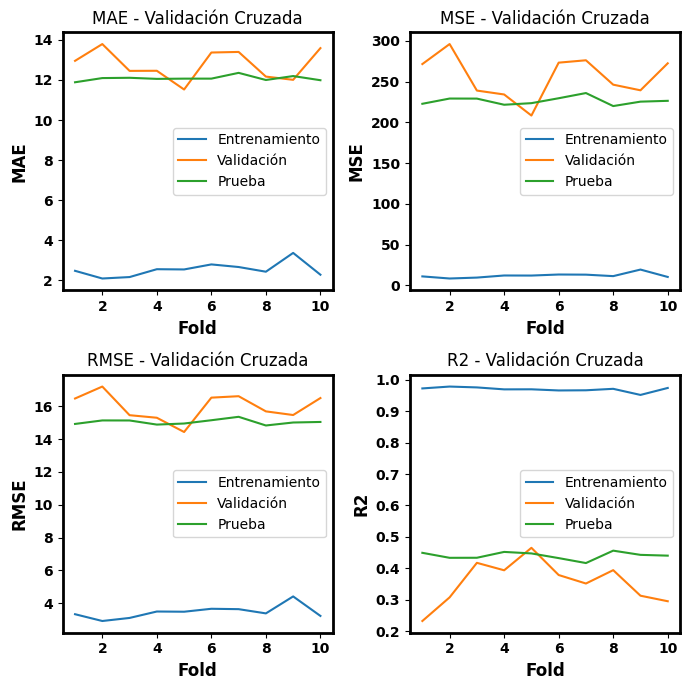 MAE - Validación Cruzada
14
12
10
8
6
4
2
MAE
Entrenamiento
Validación
Prueba
2 4 6 8 10
Fold
MSE - Validación Cruzada
300
250
200
150
100
50
0
MSE
Entrenamiento
Validación
Prueba
2 4 6 8 10
Fold
RMSE - Validación Cruzada
16
14
12
10
8
6
4
RMSE
Entrenamiento
Validación
Prueba
2 4 6 8 10
Fold
R2 - Validación Cruzada
1.0
0.9
0.8
0.7
0.6
0.5
0.4
0.3
0.2
R2
Entrenamiento
Validación
Prueba
2 4 6 8 10
Fold